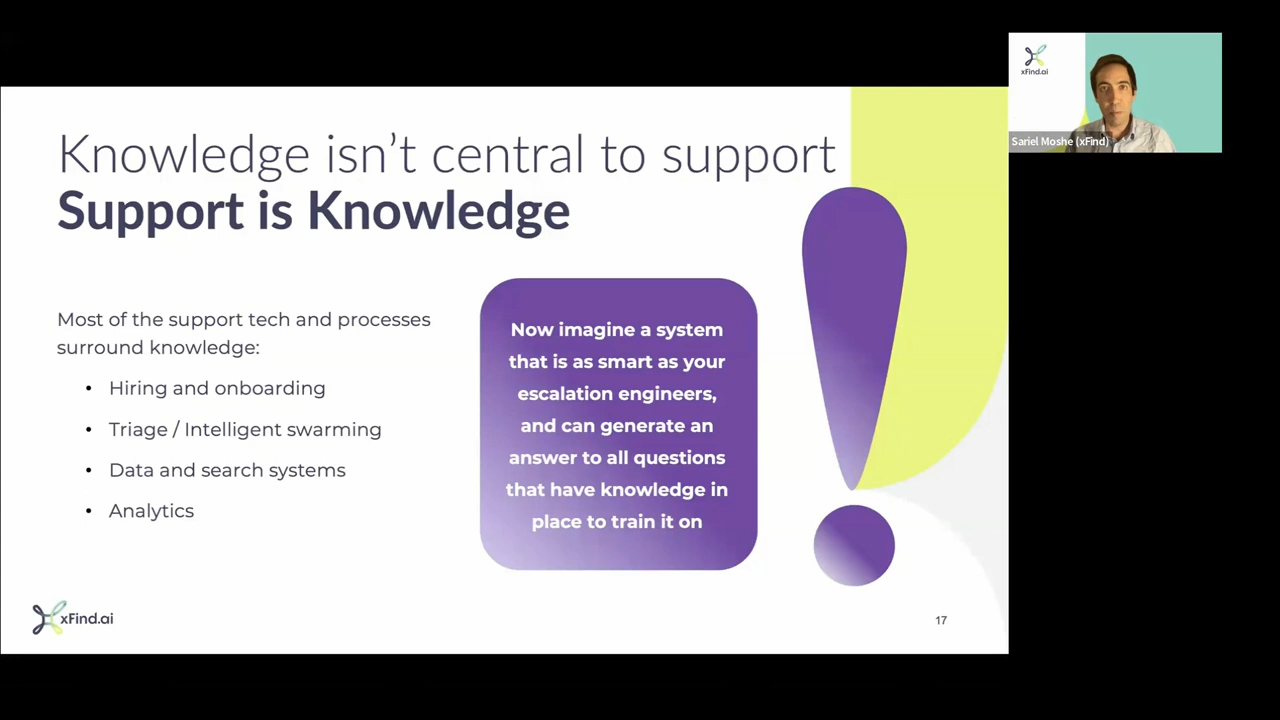 Knowledge isn't central to support
Support is Knowledge
Most of the support tech and processes
surround knowledge:
• Hiring and onboarding
• Triage / Intelligent swarming
• Data and search systems
• Analytics
Now imagine a system
that is as smart as your
escalation engineers,
and can generate an
answer to all questions
that have knowledge in
place to train it on
xFind.ai
17
xFind.ai
Sariel Moshe (xFind)